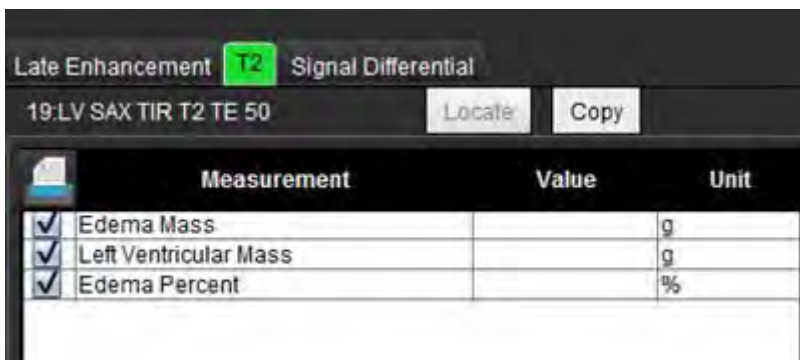 Late Enhancement T2 Signal Differential
19:LV SAX TIR T2 TE 50 Locate Copy
Measurement Value Unit
Edema Mass g
Left Ventricular Mass g
Edema Percent %